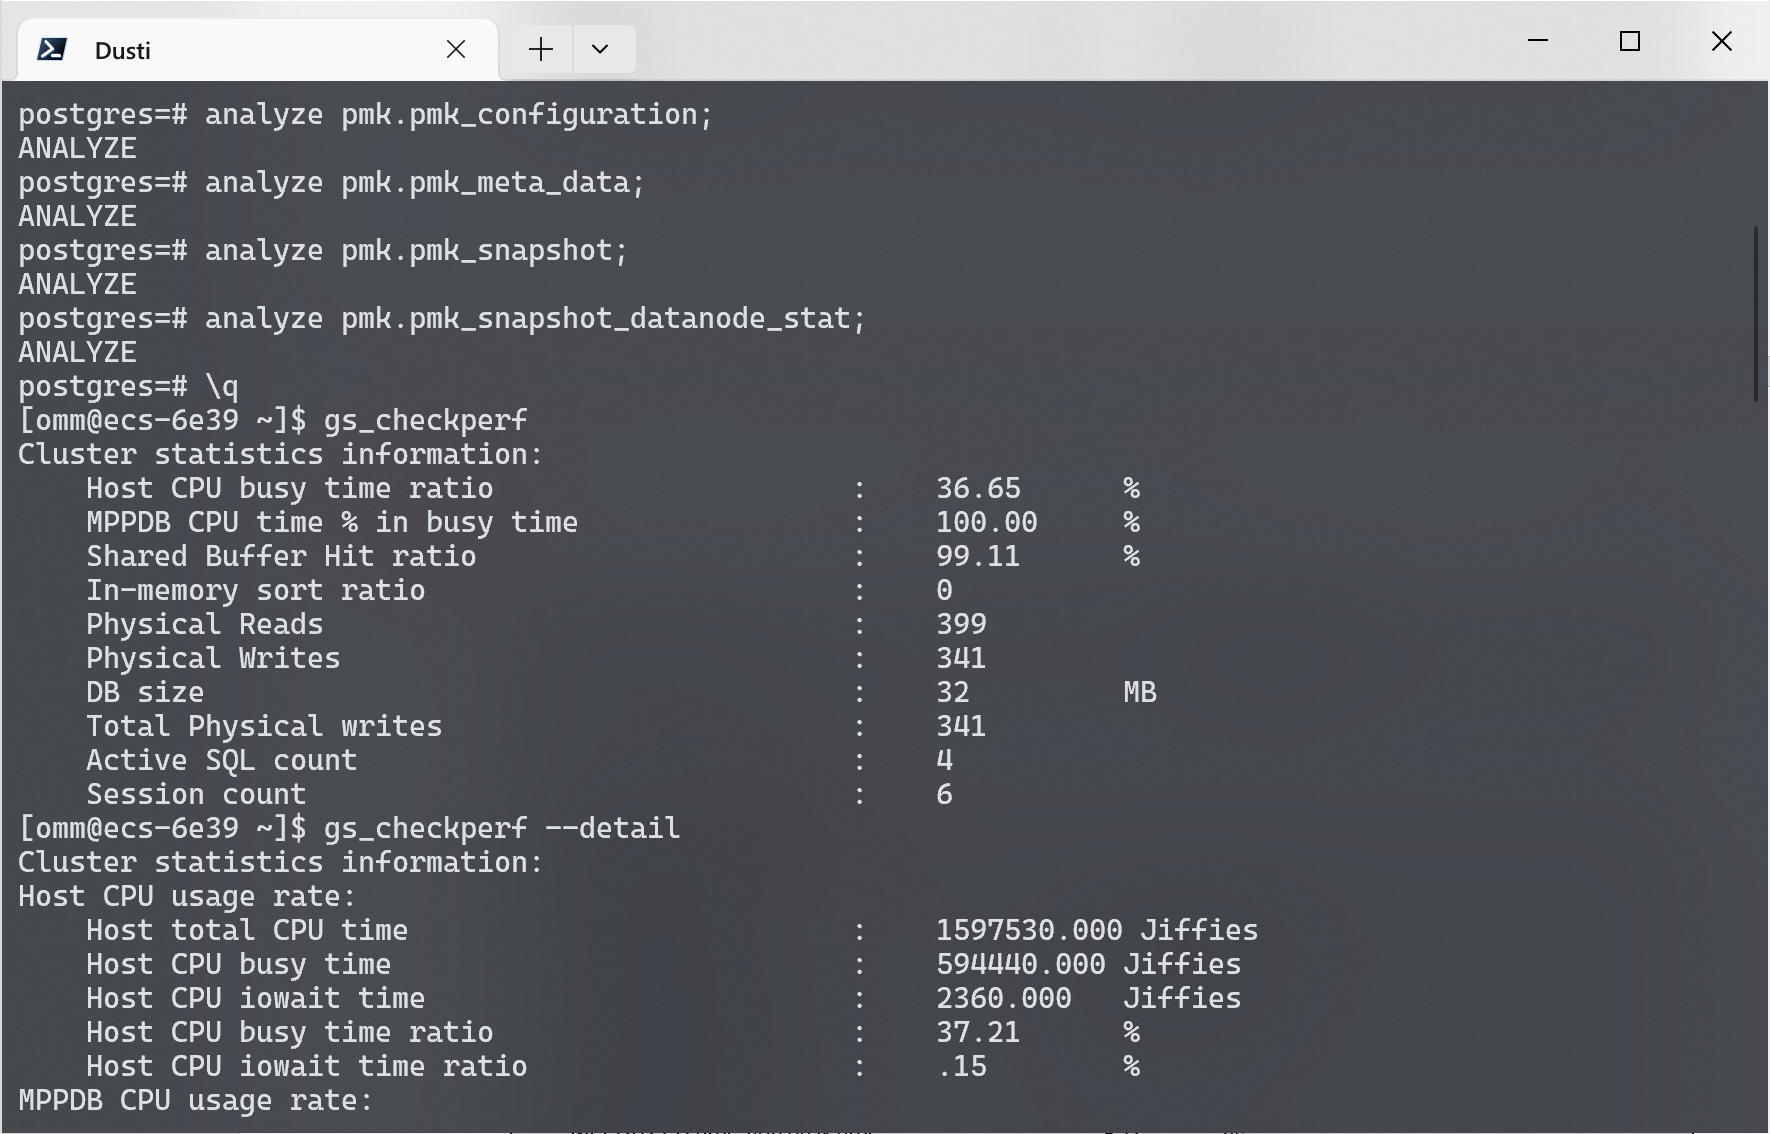 Dusti
postgres=# analyze pmk.pmk_configuration;
ANALYZE
postgres=# analyze pmk.pmk_meta_data;
ANALYZE
postgres=# analyze pmk.pmk_snapshot;
ANALYZE
postgres=# analyze pmk.pmk_snapshot_datanode_stat;
ANALYZE
postgres=# \q
[omm@ecs-6e39 ~]$ gs_checkperf
Cluster statistics information:
    Host CPU busy time ratio                     :    36.65      %
    MPPDB CPU time % in busy time                :    100.00     %
    Shared Buffer Hit ratio                      :    99.11      %
    In-memory sort ratio                         :    0
    Physical Reads                               :    399
    Physical Writes                              :    341
    DB size                                      :    32         MB
    Total Physical writes                        :    341
    Active SQL count                             :    4
    Session count                                :    6
[omm@ecs-6e39 ~]$ gs_checkperf --detail
Cluster statistics information:
Host CPU usage rate:
    Host total CPU time                          :    1597530.000 Jiffies
    Host CPU busy time                           :    594440.000 Jiffies
    Host CPU iowait time                         :    2360.000   Jiffies
    Host CPU busy time ratio                     :    37.21      %
    Host CPU iowait time ratio                   :    .15        %
MPPDB CPU usage rate: